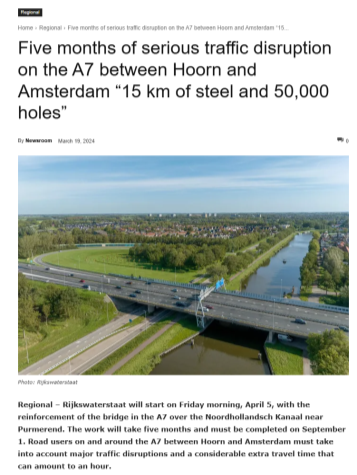 Regional
Home › Regional › Five months of serious traffic disruption on the A7 between Hoorn and Amsterdam "15...
Five months of serious traffic disruption
on the A7 between Hoorn and
Amsterdam “15 km of steel and 50,000
holes”
By Newsroom March 19, 2024 0
Photo: Rijkswaterstaat
Regional – Rijkswaterstaat will start on Friday morning, April 5, with the
reinforcement of the bridge in the A7 over the Noordhollandsch Kanaal near
Purmerend. The work will take five months and must be completed on September
1. Road users on and around the A7 between Hoorn and Amsterdam must take
into account major traffic disruptions and a considerable extra travel time that
can amount to an hour.